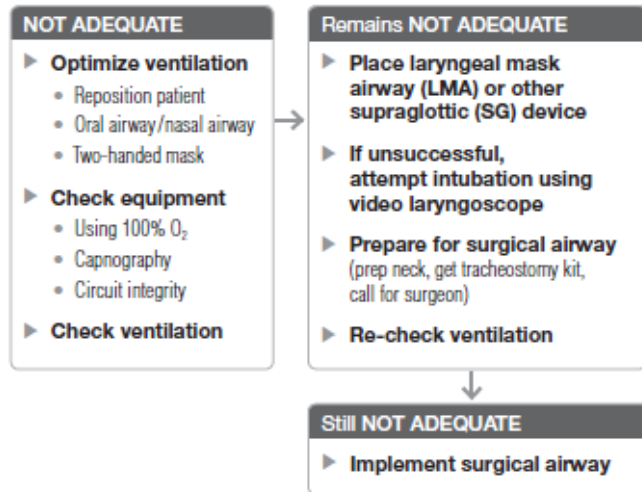 NOT ADEQUATE
▶ Optimize ventilation
• Reposition patient
• Oral airway/nasal airway
• Two-handed mask
▶ Check equipment
• Using 100% O₂
• Capnography
• Circuit integrity
▶ Check ventilation
Remains NOT ADEQUATE
▶ Place laryngeal mask
airway (LMA) or other
supraglottic (SG) device
▶ If unsuccessful,
attempt intubation using
video laryngoscope
▶ Prepare for surgical airway
(prep neck, get tracheostomy kit,
call for surgeon)
▶ Re-check ventilation
Still NOT ADEQUATE
▶ Implement surgical airway